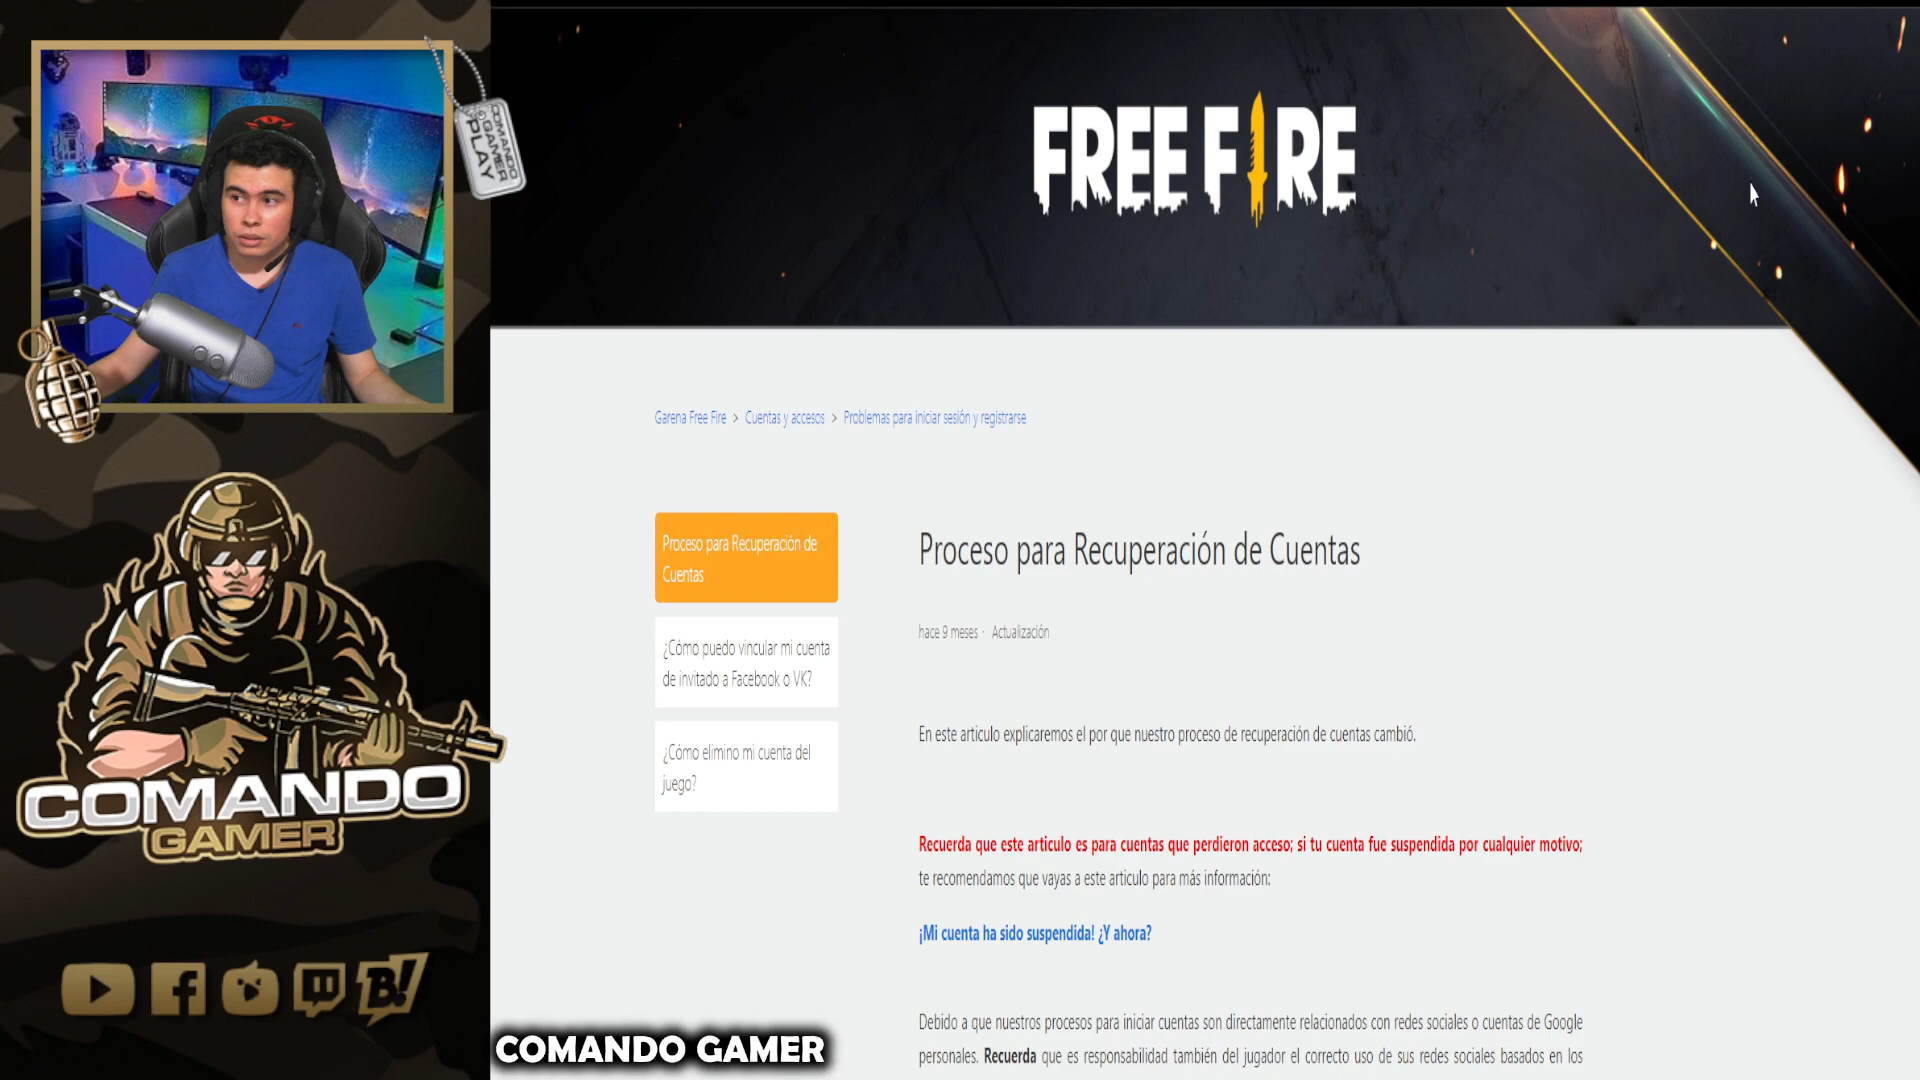 COMANDO
GAMER
PLAY
FREE FIRE
Garena Free Fire > Cuentas y accesos > Problemas para iniciar sesión y registrarse
Proceso para Recuperación de
Cuentas
¿Cómo puedo vincular mi cuenta
de invitado a Facebook o VK?
¿Cómo elimino mi cuenta del
juego?
Proceso para Recuperación de Cuentas
hace 9 meses · Actualización
En este articulo explicaremos el por que nuestro proceso de recuperación de cuentas cambió.
Recuerda que este articulo es para cuentas que perdieron acceso; si tu cuenta fue suspendida por cualquier motivo;
te recomendamos que vayas a este articulo para más información:
¡Mi cuenta ha sido suspendida! ¿Y ahora?
Debido a que nuestros procesos para iniciar cuentas son directamente relacionados con redes sociales o cuentas de Google
personales. Recuerda que es responsabilidad también del jugador el correcto uso de sus redes sociales basados en los
COMANDO
GAMER
B!
COMANDO GAMER